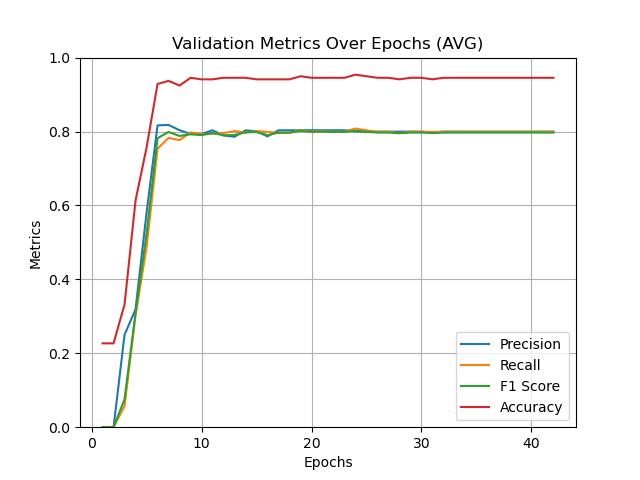 Validation Metrics Over Epochs (AVG)
1.0
0.8
0.6
0.4
0.2
0.0
Metrics
0 10 20 30 40
Epochs
Precision
Recall
F1 Score
Accuracy